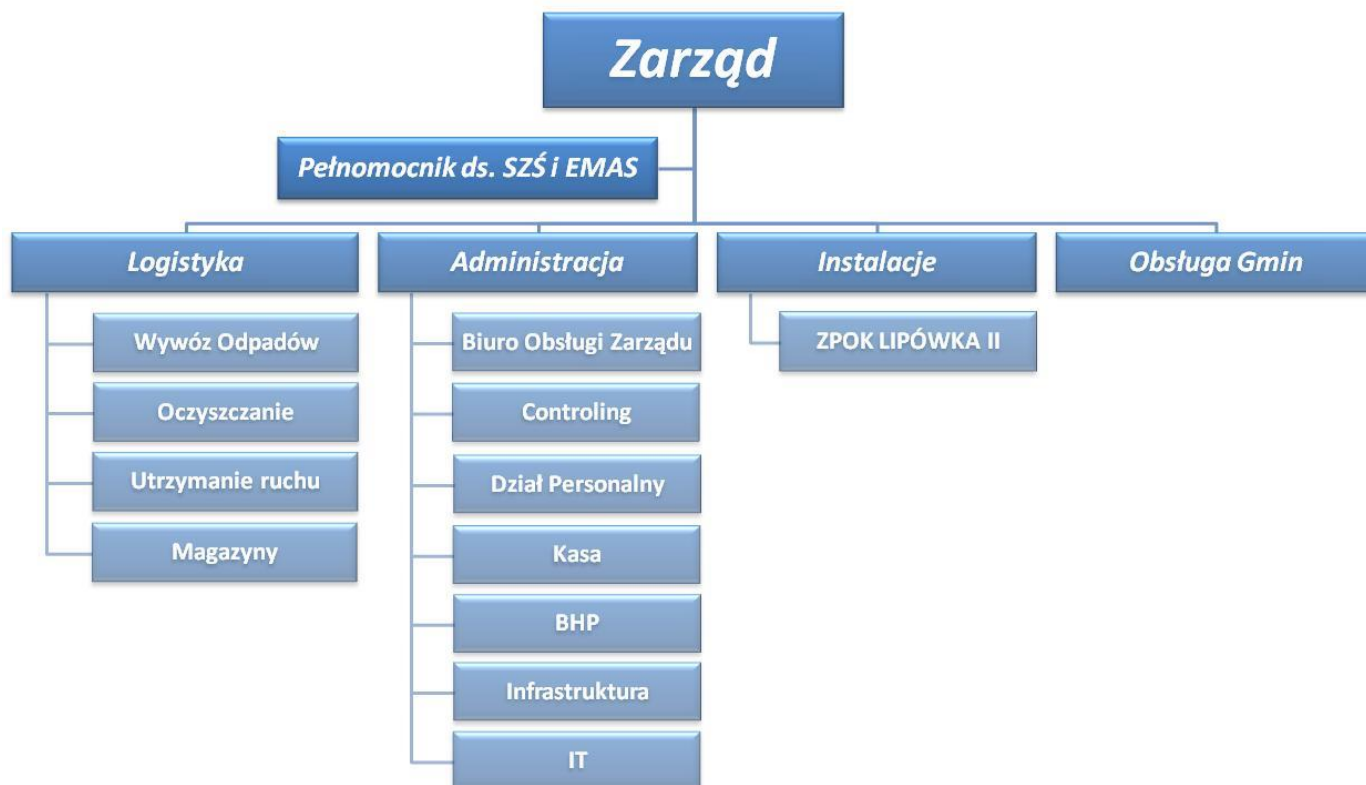 Zarząd
Pełnomocnik ds. SZŚ i EMAS
Logistyka
Administracja
Instalacje
Obsługa Gmin
Wywóz Odpadów
Oczyszczanie
Utrzymanie ruchu
Magazyny
Biuro Obsługi Zarządu
Controling
Dział Personalny
Kasa
BHP
Infrastruktura
IT
ZPOK LIPÓWKA II